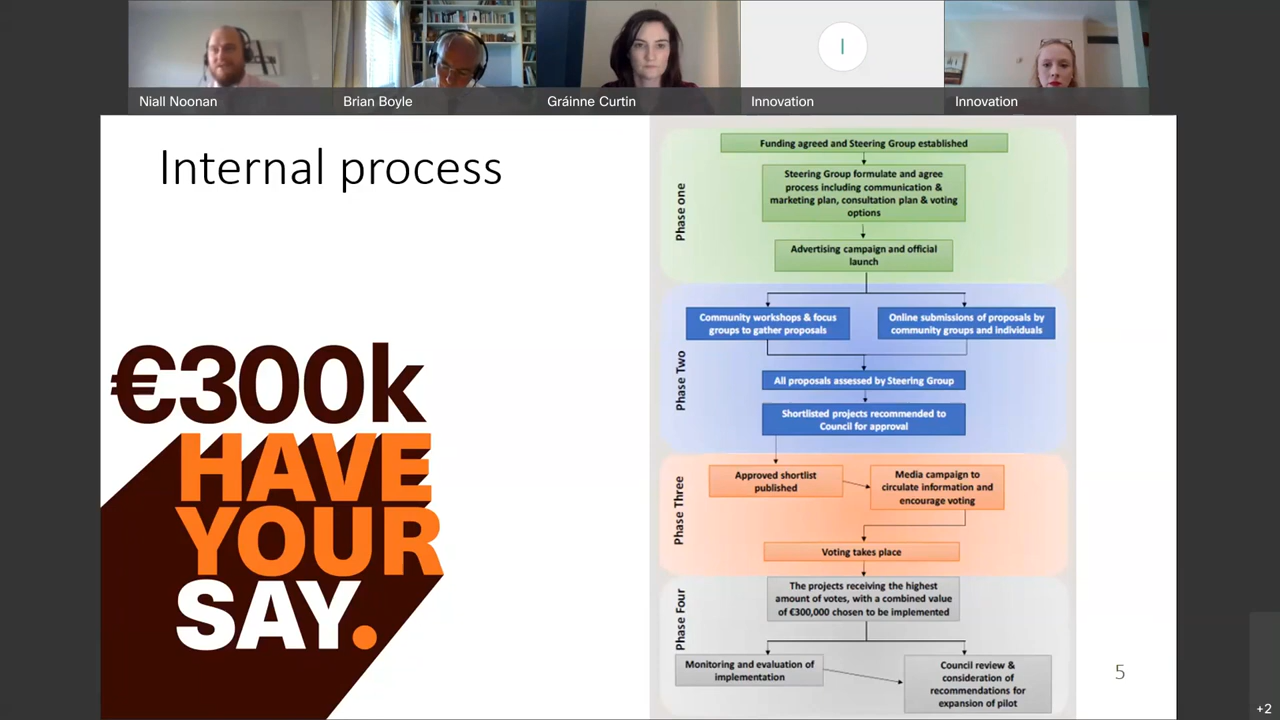 I
Niall Noonan
Brian Boyle
Gráinne Curtin
Innovation
Innovation
Internal process
€300k
HAVE
YOUR
SAY.
Phase one
Funding agreed and Steering Group established
Steering Group formulate and agree
process including communication &
marketing plan, consultation plan & voting
options
Advertising campaign and official
launch
Phase Two
Community workshops & focus
groups to gather proposals
Online submissions of proposals by
community groups and individuals
All proposals assessed by Steering Group
Shortlisted projects recommended to
Council for approval
Phase Three
Approved shortlist
published
Media campaign to
circulate information and
encourage voting
Voting takes place
Phase Four
The projects receiving the highest
amount of votes, with a combined value
of €300,000 chosen to be implemented
Monitoring and evaluation of
implementation
Council review &
consideration of
recommendations for
expansion of pilot
5
+2